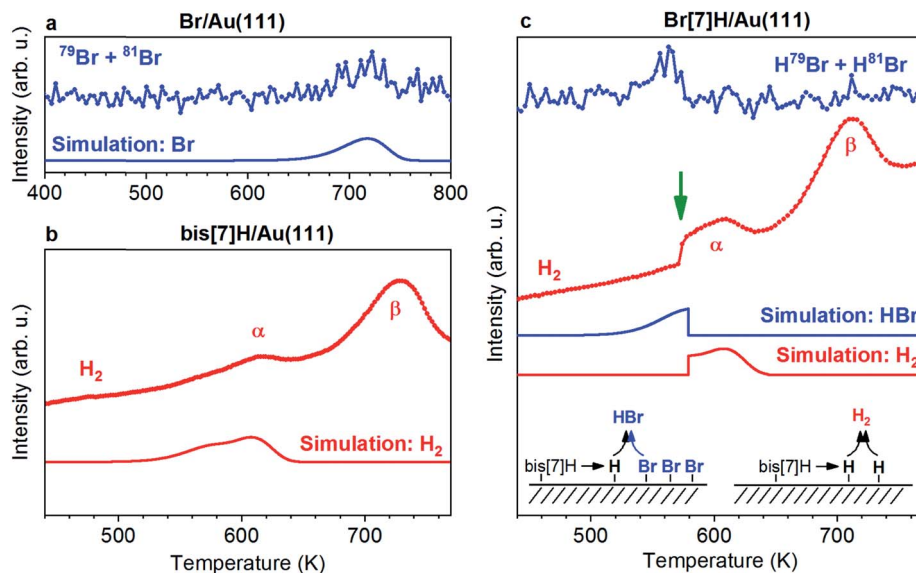 a
Br/Au(111)
Intensity (arb. u.)
⁷⁹Br + ⁸¹Br
Simulation: Br
400 500 600 700 800
b
bis[7]H/Au(111)
Intensity (arb. u.)
α
β
H₂
Simulation: H₂
500 600 700
Temperature (K)
c
Br[7]H/Au(111)
Intensity (arb. u.)
H⁷⁹Br + H⁸¹Br
β
α
H₂
Simulation: HBr
Simulation: H₂
HBr
bis[7]H H Br Br Br
H₂
bis[7]H H H
500 600 700
Temperature (K)